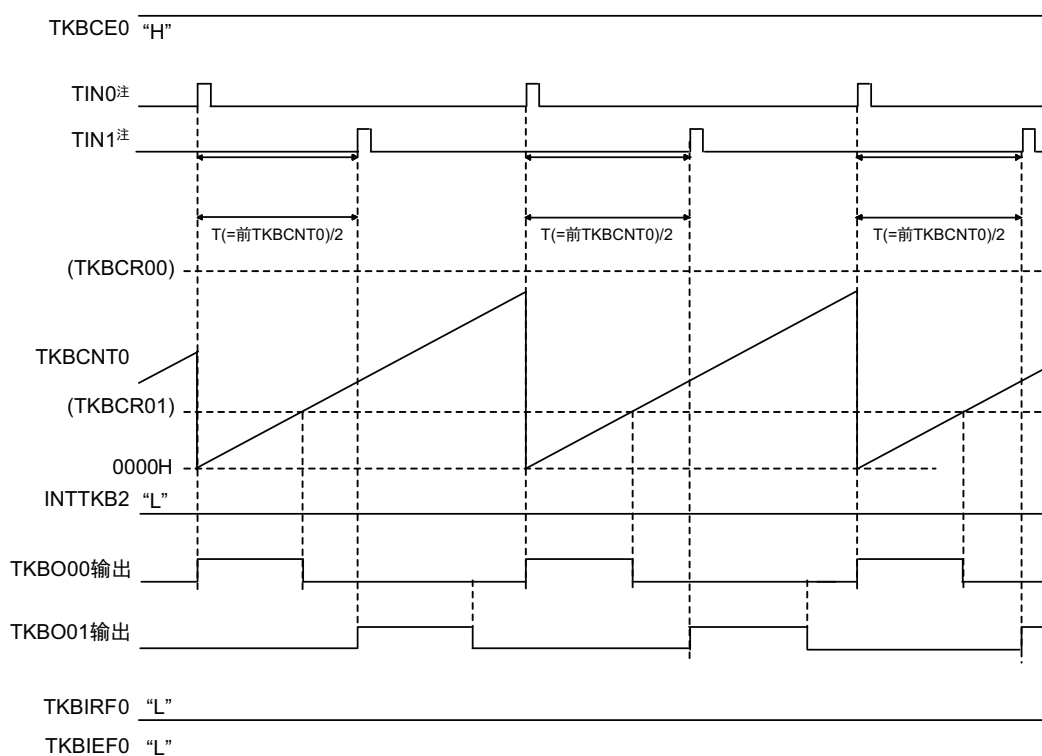 TKBCE0 “H”
TIN0注
TIN1注
T(=前TKBCNT0)/2 T(=前TKBCNT0)/2 T(=前TKBCNT0)/2
(TKBCR00)
TKBCNT0
(TKBCR01)
0000H
INTTKB2 “L”
TKBO00输出
TKBO01输出
TKBIRF0 “L”
TKBIEF0 “L”